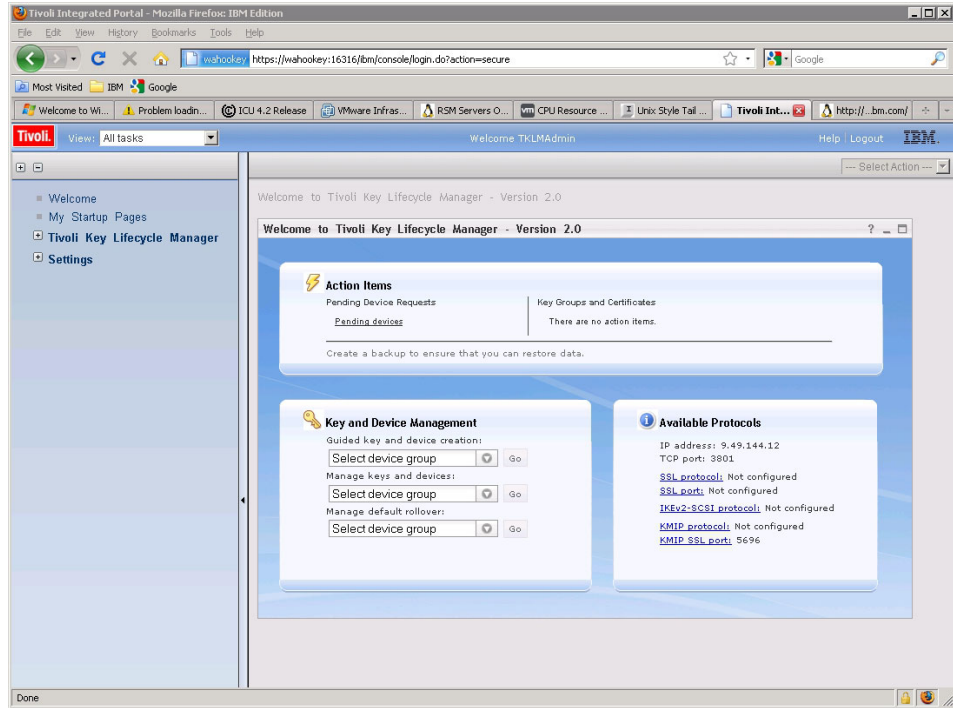 Tivoli Integrated Portal - Mozilla Firefox: IBM Edition
File Edit View History Bookmarks Tools Help
wahookey https://wahookey:16316/ibm/console/login.do?action=secure
Google
Most Visited IBM Google
Welcome to Wi... Problem loadin... ICU 4.2 Release VMware Infras... RSM Servers O... CPU Resource ... Unix Style Tail ... Tivoli Int... http://...bm.com/
Tivoli. View: All tasks Welcome TKLMAdmin Help Logout IBM.
--- Select Action ---
Welcome
My Startup Pages
Tivoli Key Lifecycle Manager
Settings
Welcome to Tivoli Key Lifecycle Manager - Version 2.0
Welcome to Tivoli Key Lifecycle Manager - Version 2.0 ?
Action Items
Pending Device Requests
Pending devices
Key Groups and Certificates
There are no action items.
Create a backup to ensure that you can restore data.
Key and Device Management
Guided key and device creation:
Select device group Go
Manage keys and devices:
Select device group Go
Manage default rollover:
Select device group Go
Available Protocols
IP address: 9.49.144.12
TCP port: 3801
SSL protocol: Not configured
SSL port: Not configured
IKEv2-SCSI protocol: Not configured
KMIP protocol: Not configured
KMIP SSL port: 5696
Done